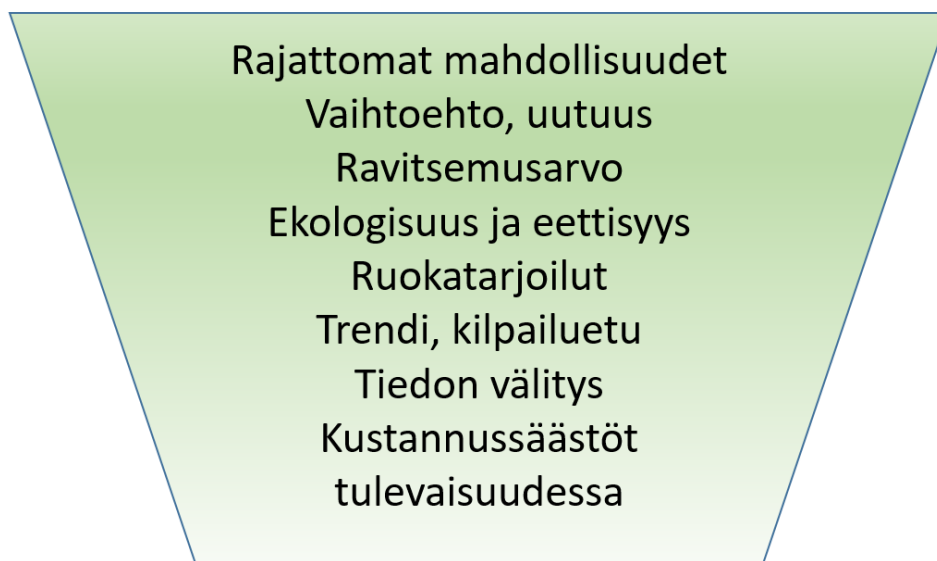 Rajattomat mahdollisuudet
Vaihtoehto, uutuus
Ravitsemusarvo
Ekologisuus ja eettisyys
Ruokatarjoilut
Trendi, kilpailuetu
Tiedon välitys
Kustannussäästöt
tulevaisuudessa